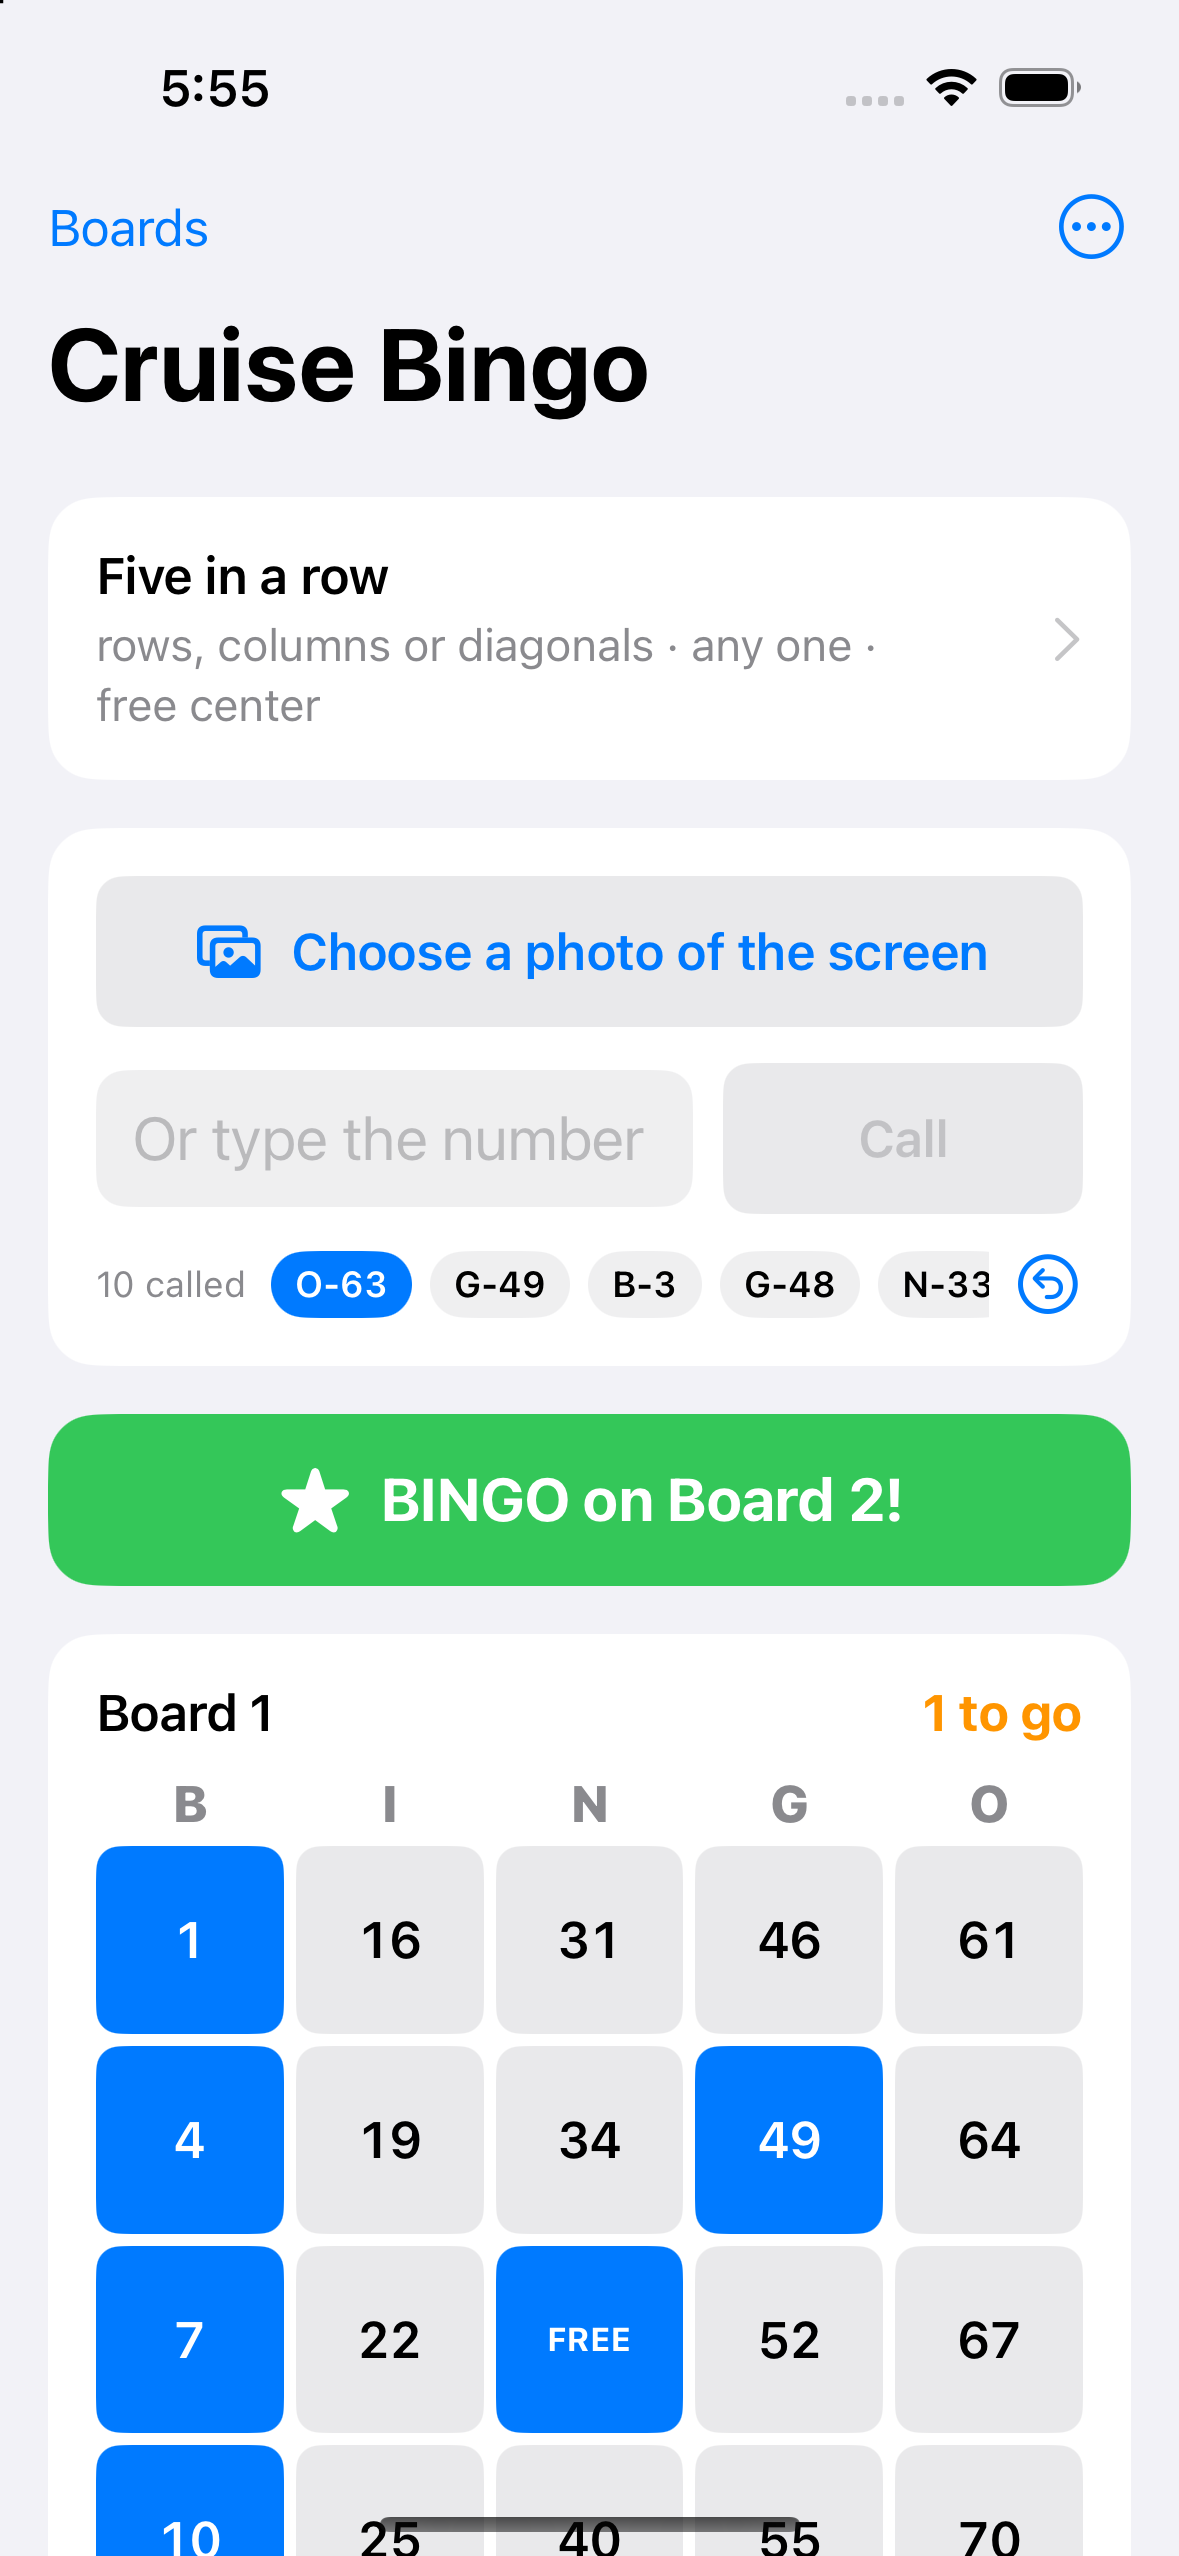 5:55
Boards
Cruise Bingo
Five in a row
rows, columns or diagonals · any one ·
free center
Choose a photo of the screen
Or type the number
Call
10 called O-63 G-49 B-3 G-48 N-33
BINGO on Board 2!
Board 1 1 to go
B I N G O
1 16 31 46 61
4 19 34 49 64
7 22 FREE 52 67
10 25 40 55 70